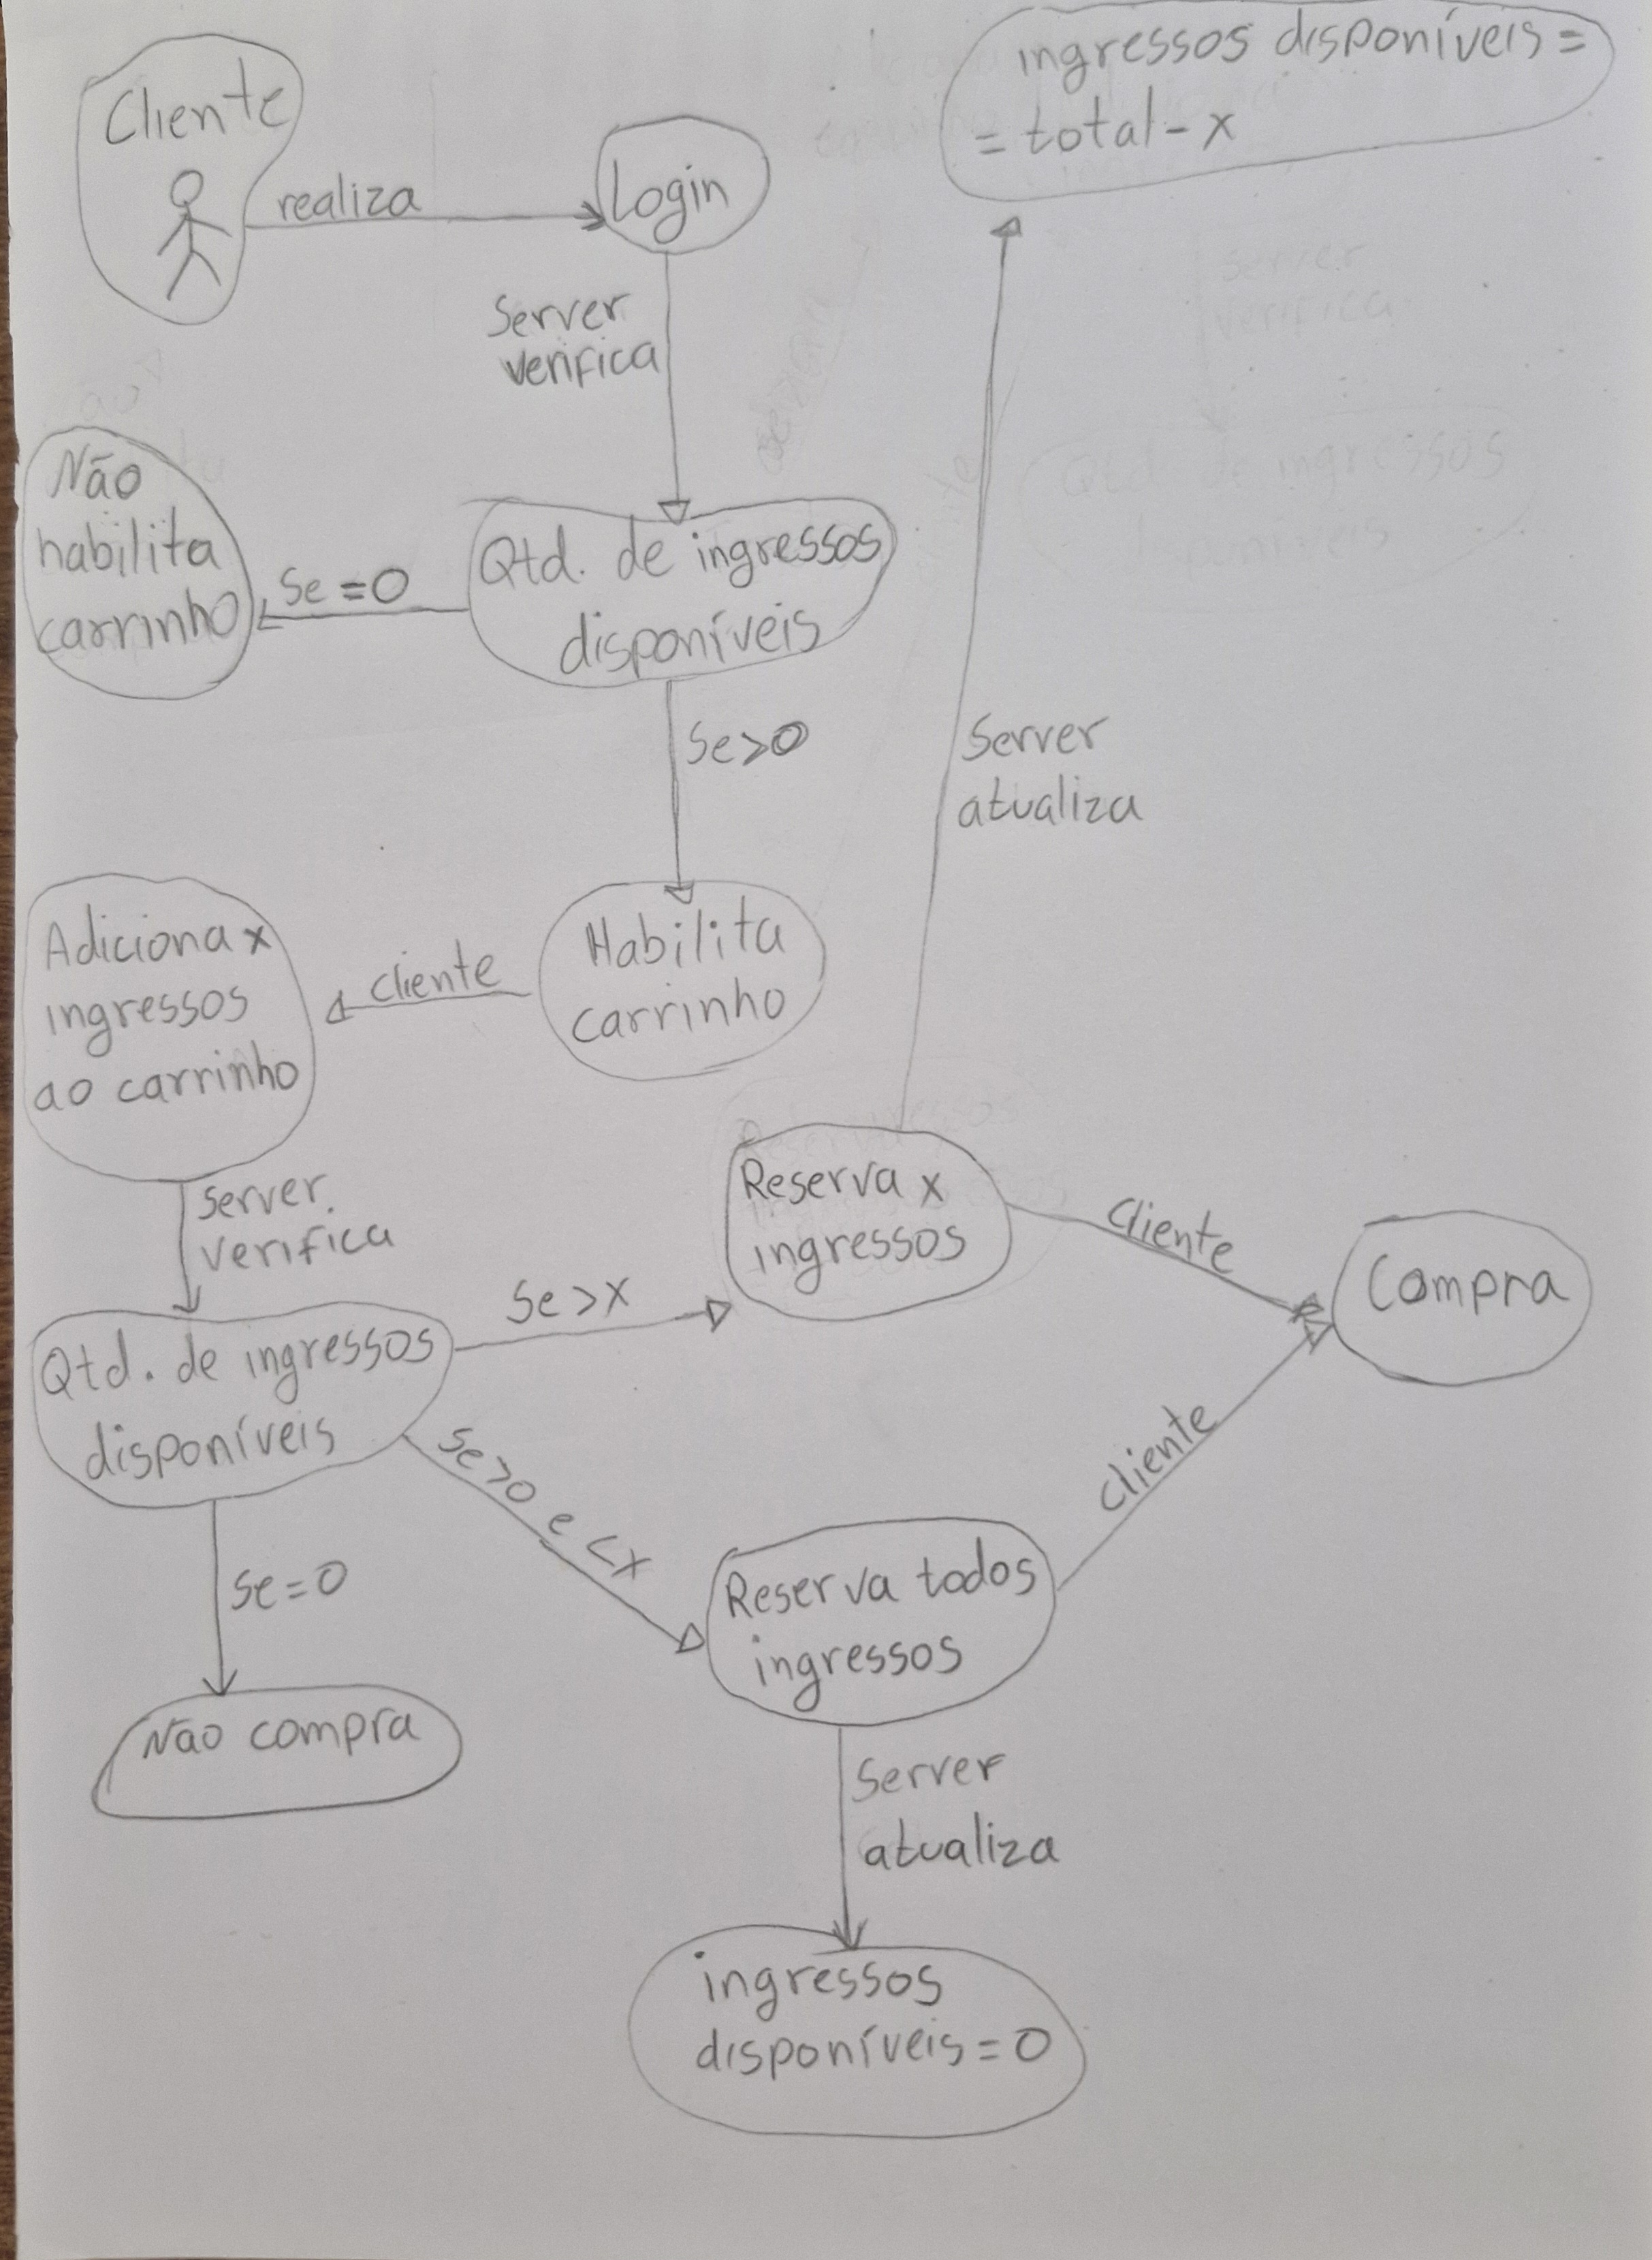 Cliente
realiza
Login
ingressos disponíveis =
= total - x
Server
verifica
Não
habilita
carrinho
Se = 0
Qtd. de ingressos
disponíveis
Se > 0
Server
atualiza
Adiciona x
ingressos
ao carrinho
cliente
Habilita
carrinho
server
verifica
Reserva x
ingressos
cliente
Compra
Se > x
Qtd. de ingressos
disponíveis
Se > 0 e < x
cliente
Se = 0
Reserva todos
ingressos
Não compra
Server
atualiza
ingressos
disponíveis = 0